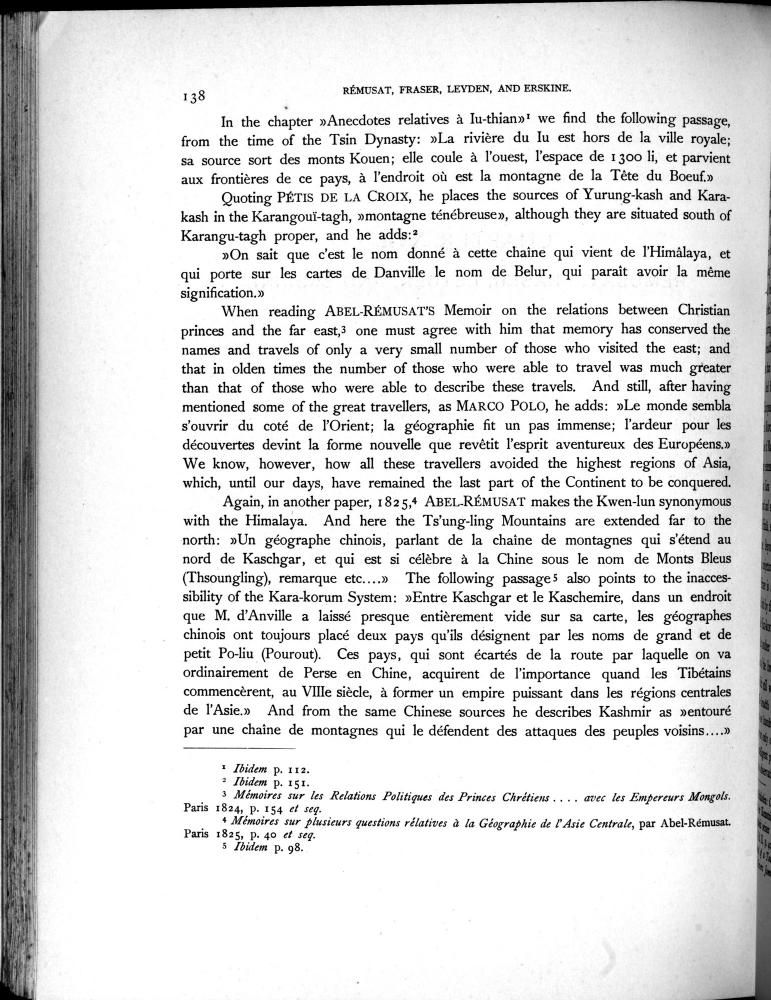 138
RÉMUSAT, FRASER, LEYDEN, AND ERSKINE.
In the chapter »Anecdotes relatives à Iu-thian»¹ we find the following passage,
from the time of the Tsin Dynasty: »La rivière du Iu est hors de la ville royale;
sa source sort des monts Kouen; elle coule à l'ouest, l'espace de 1300 li, et parvient
aux frontières de ce pays, à l'endroit où est la montagne de la Tête du Boeuf.»
Quoting PÉTIS DE LA CROIX, he places the sources of Yurung-kash and Kara-
kash in the Karangouï-tagh, »montagne ténébreuse», although they are situated south of
Karangu-tagh proper, and he adds:²
»On sait que c'est le nom donné à cette chaine qui vient de l'Himâlaya, et
qui porte sur les cartes de Danville le nom de Belur, qui parait avoir la même
signification.»
When reading ABEL-RÉMUSAT'S Memoir on the relations between Christian
princes and the far east,³ one must agree with him that memory has conserved the
names and travels of only a very small number of those who visited the east; and
that in olden times the number of those who were able to travel was much greater
than that of those who were able to describe these travels. And still, after having
mentioned some of the great travellers, as MARCO POLO, he adds: »Le monde sembla
s'ouvrir du coté de l'Orient; la géographie fit un pas immense; l'ardeur pour les
découvertes devint la forme nouvelle que revêtit l'esprit aventureux des Européens.»
We know, however, how all these travellers avoided the highest regions of Asia,
which, until our days, have remained the last part of the Continent to be conquered.
Again, in another paper, 1825,⁴ ABEL-RÉMUSAT makes the Kwen-lun synonymous
with the Himalaya. And here the Ts'ung-ling Mountains are extended far to the
north: »Un géographe chinois, parlant de la chaîne de montagnes qui s'étend au
nord de Kaschgar, et qui est si célèbre à la Chine sous le nom de Monts Bleus
(Thsoungling), remarque etc....» The following passage⁵ also points to the inacces-
sibility of the Kara-korum System: »Entre Kaschgar et le Kaschemire, dans un endroit
que M. d'Anville a laissé presque entièrement vide sur sa carte, les géographes
chinois ont toujours placé deux pays qu'ils désignent par les noms de grand et de
petit Po-liu (Pourout). Ces pays, qui sont écartés de la route par laquelle on va
ordinairement de Perse en Chine, acquirent de l'importance quand les Tibétains
commencèrent, au VIIIe siècle, à former un empire puissant dans les régions centrales
de l'Asie.» And from the same Chinese sources he describes Kashmir as »entouré
par une chaîne de montagnes qui le défendent des attaques des peuples voisins....»
¹ Ibidem p. 112.
² Ibidem p. 151.
³ Mémoires sur les Relations Politiques des Princes Chrétiens .... avec les Empereurs Mongols.
Paris 1824, p. 154 et seq.
⁴ Mémoires sur plusieurs questions rélatives à la Géographie de l'Asie Centrale, par Abel-Rémusat.
Paris 1825, p. 40 et seq.
⁵ Ibidem p. 98.